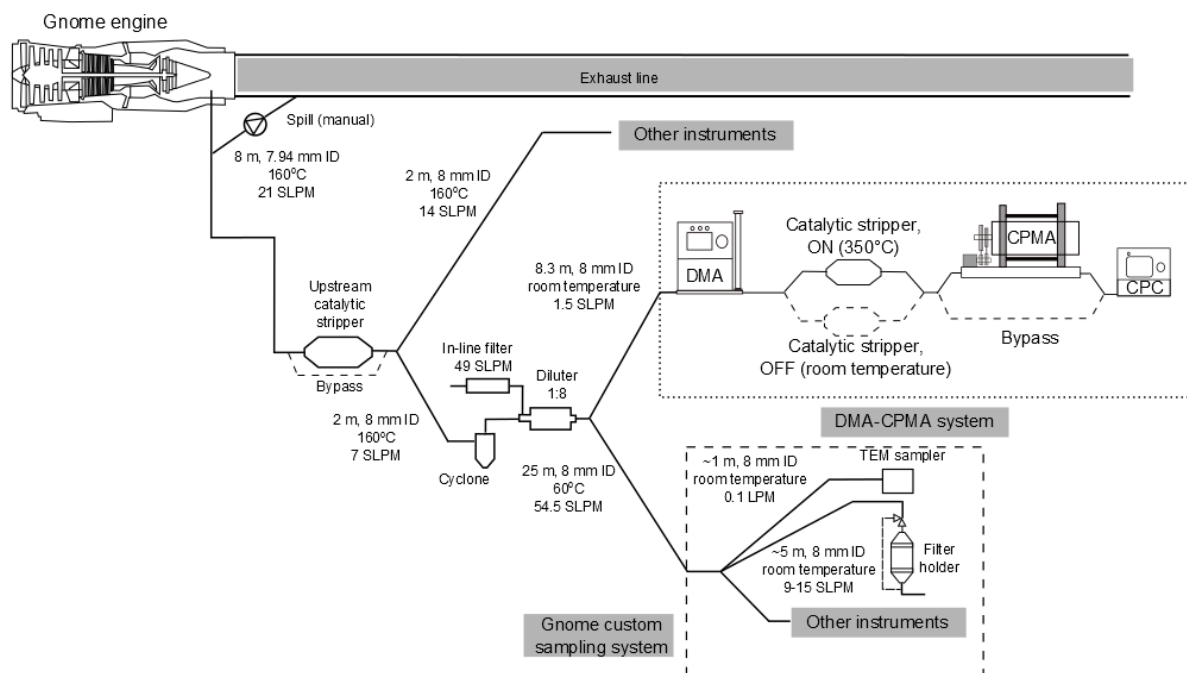 Gnome engine
Exhaust line
Spill (manual)
8 m, 7.94 mm ID
160⁰C
21 SLPM
Other instruments
2 m, 8 mm ID
160⁰C
14 SLPM
Upstream
catalytic
stripper
Bypass
2 m, 8 mm ID
160⁰C
7 SLPM
Cyclone
In-line filter
49 SLPM
Diluter
1:8
8.3 m, 8 mm ID
room temperature
1.5 SLPM
DMA
Catalytic stripper,
ON (350°C)
Catalytic stripper,
OFF (room temperature)
CPMA
Bypass
CPC
DMA-CPMA system
25 m, 8 mm ID
60⁰C
54.5 SLPM
~1 m, 8 mm ID
room temperature
0.1 LPM
TEM sampler
~5 m, 8 mm ID
room temperature
9-15 SLPM
Filter
holder
Other instruments
Gnome custom
sampling system